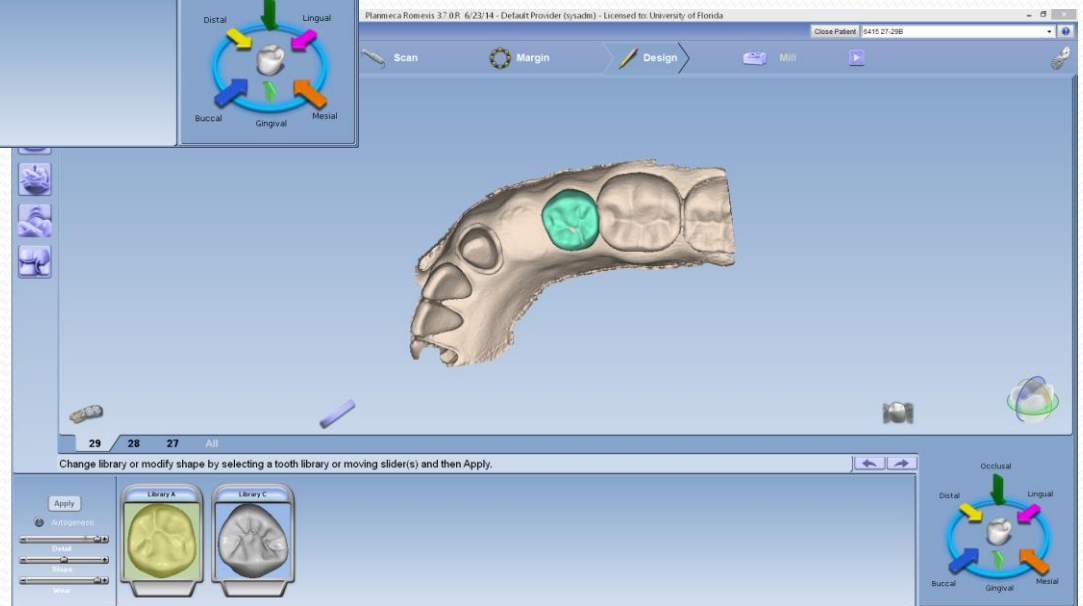 Distal Lingual
Buccal Gingival Mesial
Planmeca Romexis 3.7.0.R 6/23/14 - Default Provider (sysadm) - Licensed to: University of Florida
Close Patient 6415 27-29B
Scan Margin Design Mill
29 28 27 All
Change library or modify shape by selecting a tooth library or moving slider(s) and then Apply.
Apply
Autogenesis
Detail
Shape
Wear
Library A Library C
Occlusal
Distal Lingual
Buccal Gingival Mesial